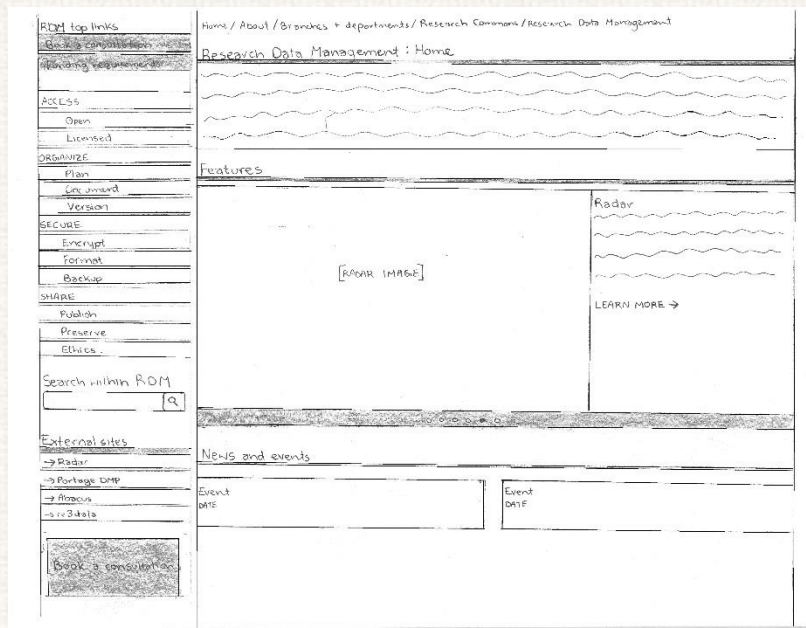 RDM top links
Book a consultation
Funding requirements
ACCESS
Open
Licensed
ORGANIZE
Plan
Document
Version
SECURE
Encrypt
Format
Backup
SHARE
Publish
Preserve
Ethics
Search within RDM
External sites
→ Radar
→ Portage DMP
→ Abacus
→ re3data
Book a consultation
Home / About / Branches + departments / Research Commons / Research Data Management
Research Data Management : Home
Features
[RADAR IMAGE]
Radar
LEARN MORE →
News and events
Event
DATE
Event
DATE